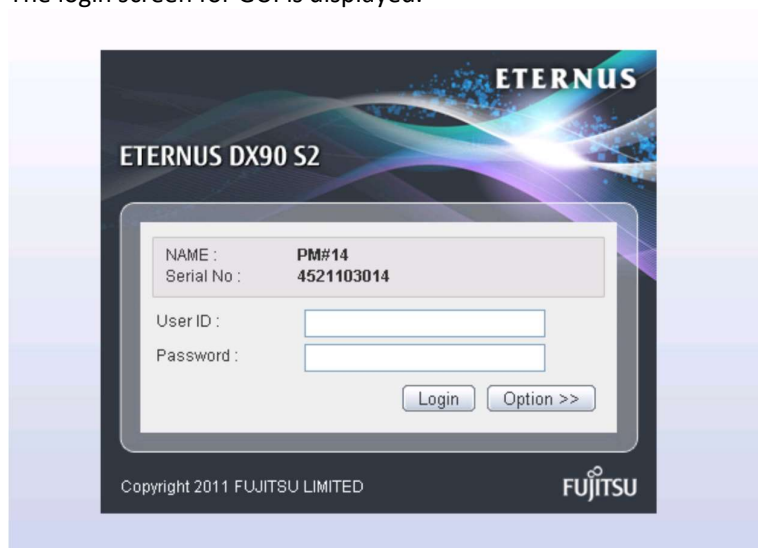 The login screen for GUI is displayed.
ETERNUS
ETERNUS DX90 S2
NAME : PM#14
Serial No : 4521103014
User ID :
Password :
Login Option >>
Copyright 2011 FUJITSU LIMITED FUJITSU